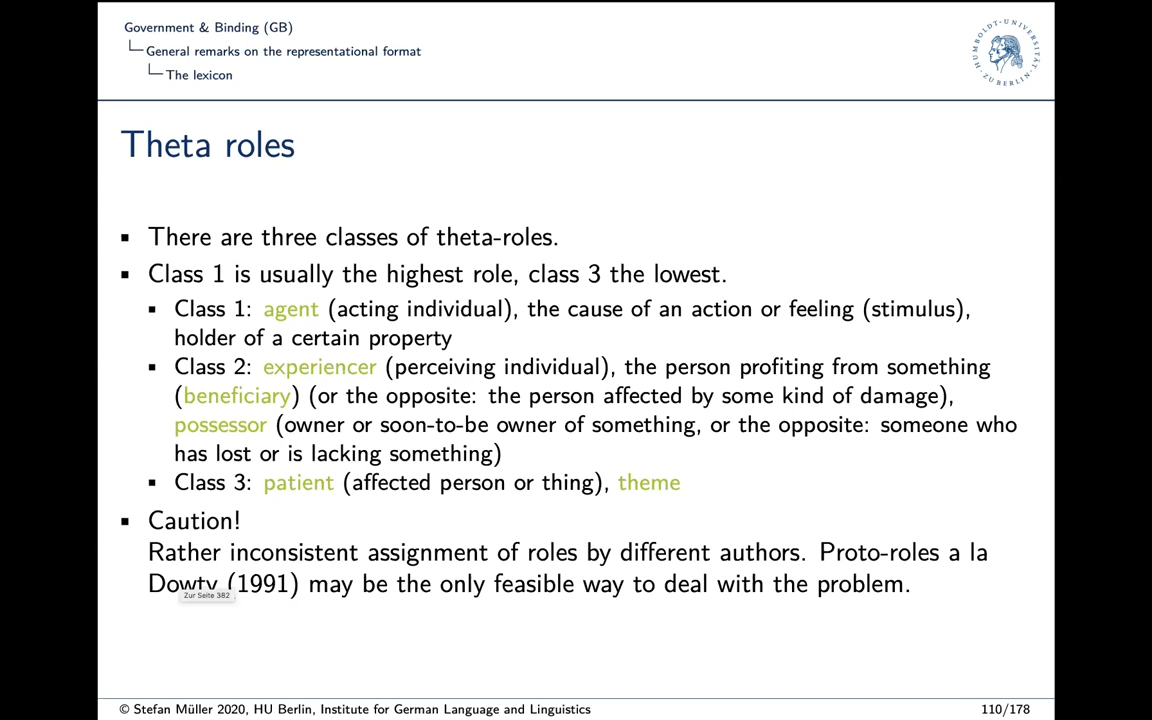 Government & Binding (GB)
General remarks on the representational format
The lexicon
HUMBOLDT-UNIVERSITÄT ZU BERLIN
Theta roles
▪ There are three classes of theta-roles.
▪ Class 1 is usually the highest role, class 3 the lowest.
▪ Class 1: agent (acting individual), the cause of an action or feeling (stimulus),
holder of a certain property
▪ Class 2: experiencer (perceiving individual), the person profiting from something
(beneficiary) (or the opposite: the person affected by some kind of damage),
possessor (owner or soon-to-be owner of something, or the opposite: someone who
has lost or is lacking something)
▪ Class 3: patient (affected person or thing), theme
▪ Caution!
Rather inconsistent assignment of roles by different authors. Proto-roles a la
Dowty (1991) may be the only feasible way to deal with the problem.
Zur Seite 382
© Stefan Müller 2020, HU Berlin, Institute for German Language and Linguistics
110/178